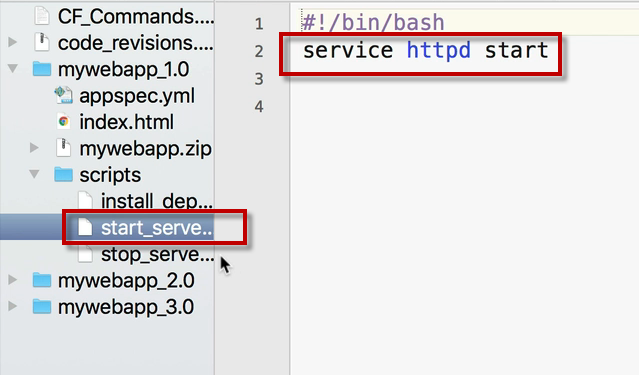 CF_Commands....
code_revisions....
mywebapp_1.0
appspec.yml
index.html
mywebapp.zip
scripts
install_dep...
start_serve...
stop_serve...
mywebapp_2.0
mywebapp_3.0
1 #!/bin/bash
2 service httpd start
3
4